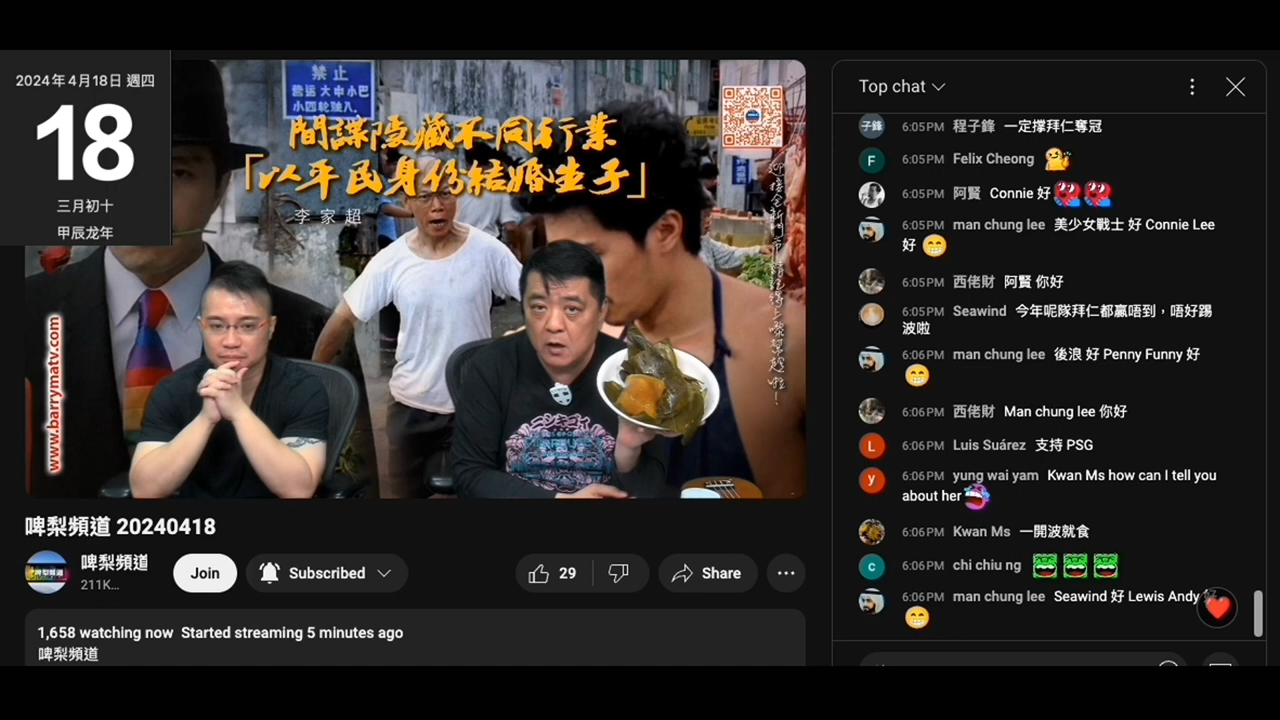 2024年4月18日 週四
18
三月初十
甲辰龙年
禁止
營運 大中小巴
小四輪驶入
間諜隱藏不同行業
「以平民身份結婚生子」
李家超
www.barrymatv.com
啤梨頻道 20240418
啤梨頻道
211K...
Join
Subscribed
29
Share
1,658 watching now Started streaming 5 minutes ago
啤梨頻道
Top chat
子鋒 6:05PM 程子鋒 一定撐拜仁奪冠
F 6:05PM Felix Cheong
6:05PM 阿賢 Connie 好
6:05PM man chung lee 美少女戰士 好 Connie Lee
好 😁
6:05PM 西佬財 阿賢 你好
6:05PM Seawind 今年呢隊拜仁都贏唔到，唔好踢
波啦
6:06PM man chung lee 後浪 好 Penny Funny 好
😁
6:06PM 西佬財 Man chung lee 你好
L 6:06PM Luis Suárez 支持 PSG
y 6:06PM yung wai yam Kwan Ms how can I tell you
about her
6:06PM Kwan Ms 一開波就食
c 6:06PM chi chiu ng
6:06PM man chung lee Seawind 好 Lewis Andy 好
😁